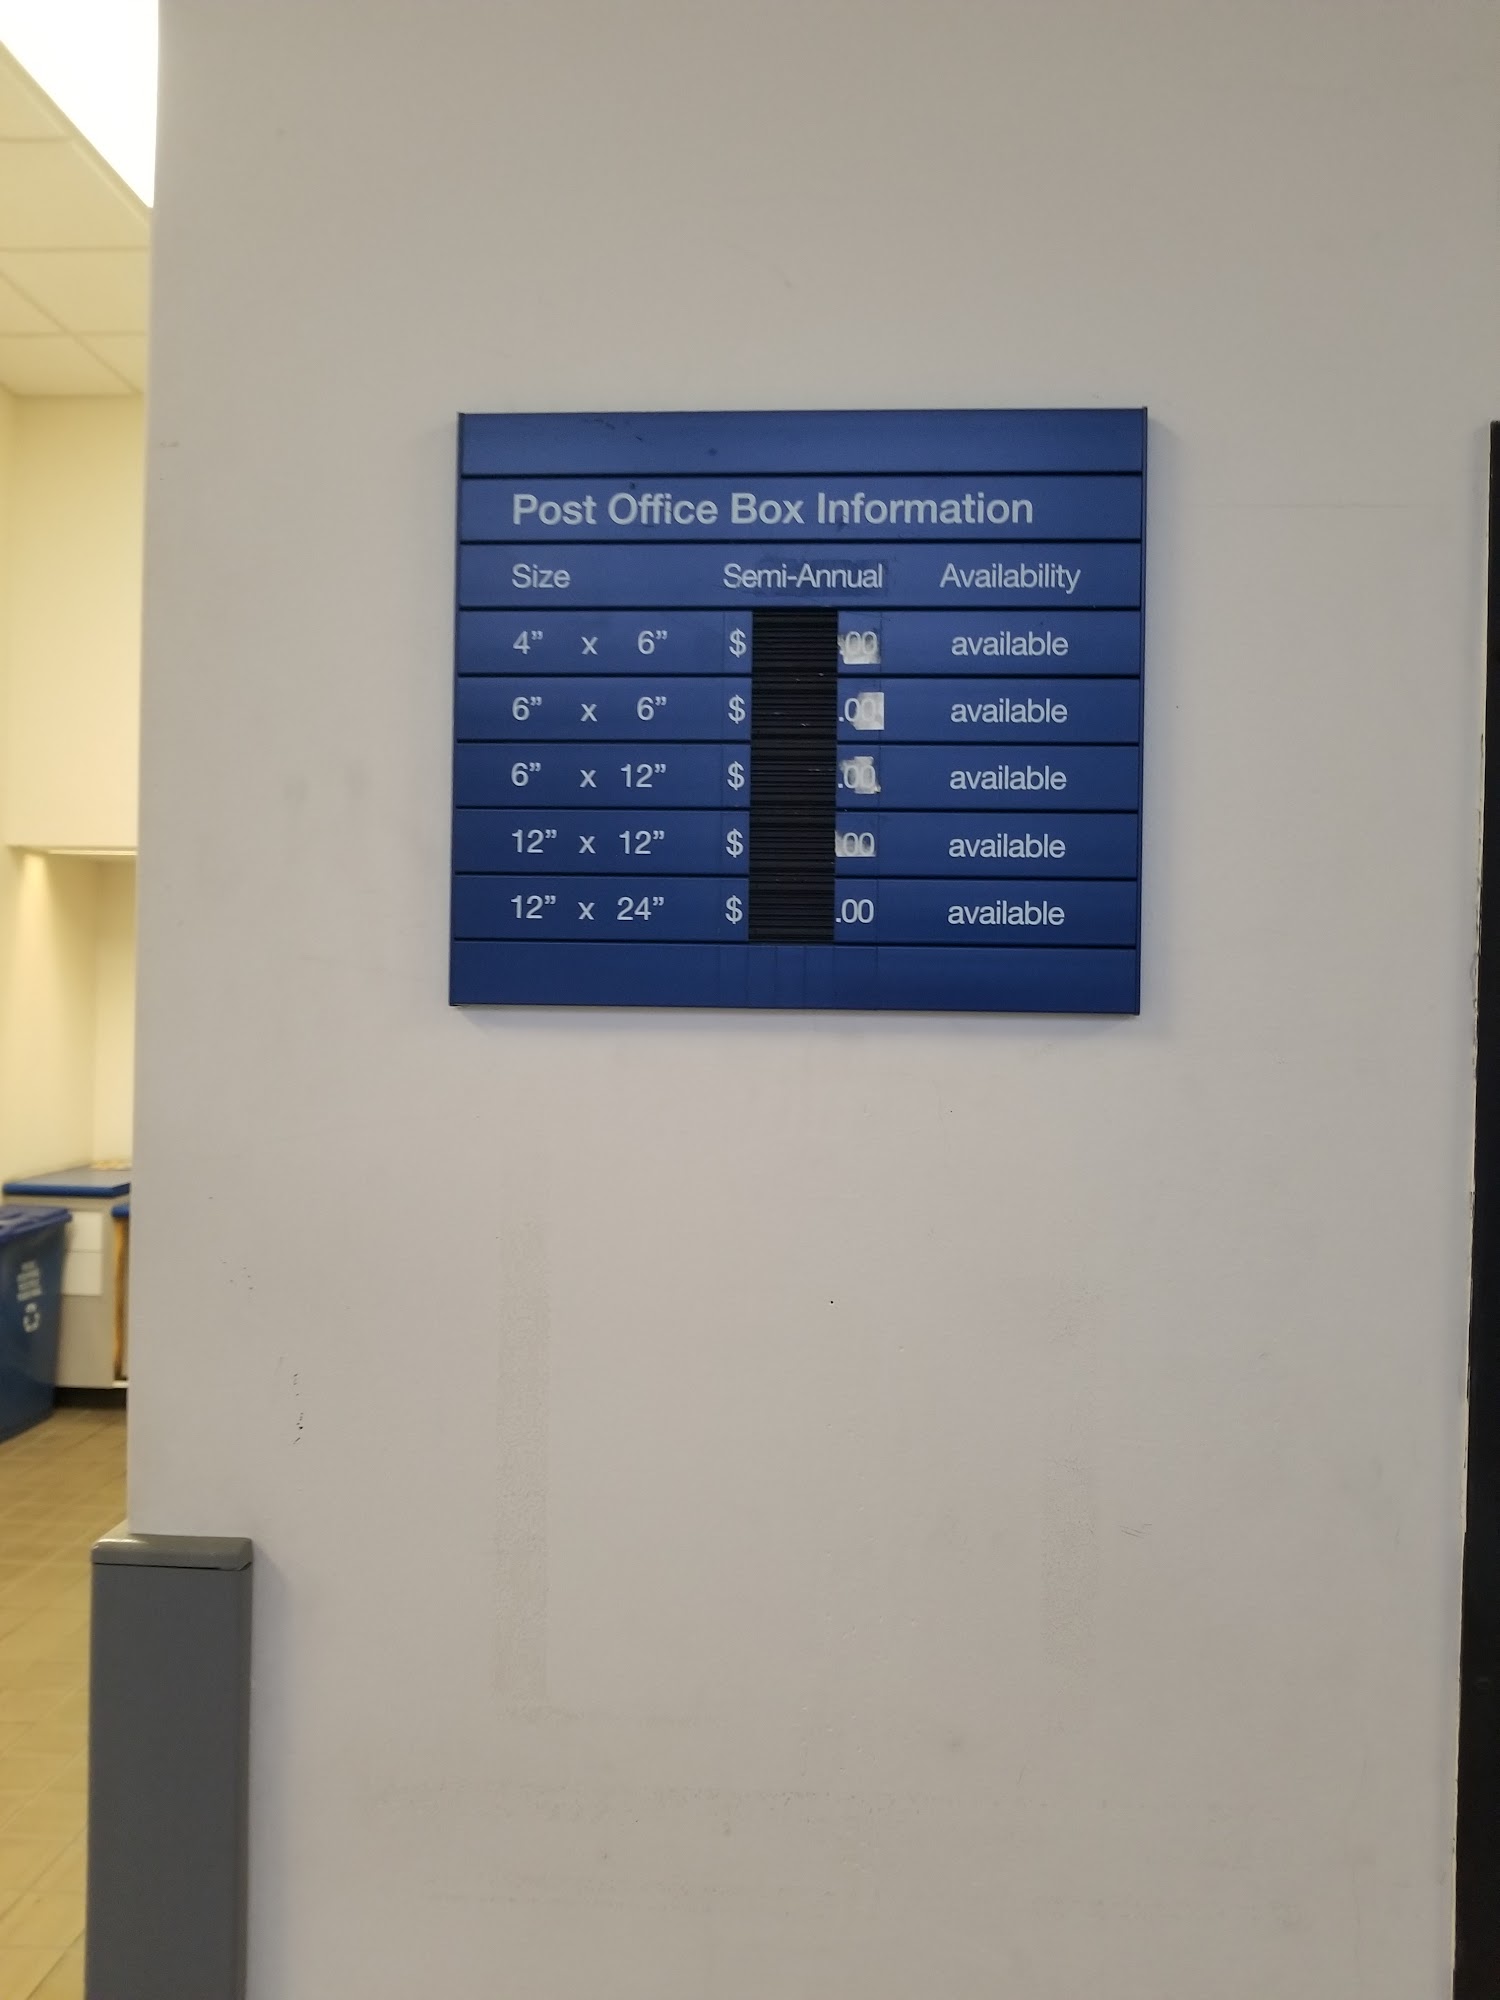 Post Office Box Information
Size Semi-Annual Availability
4” x 6” $ .00 available
6” x 6” $ .00 available
6” x 12” $ .00 available
12” x 12” $ .00 available
12” x 24” $ .00 available